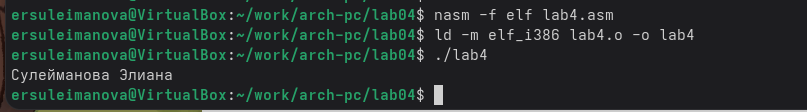 ersuleimanova@VirtualBox:~/work/arch-pc/lab04$ nasm -f elf lab4.asm
ersuleimanova@VirtualBox:~/work/arch-pc/lab04$ ld -m elf_i386 lab4.o -o lab4
ersuleimanova@VirtualBox:~/work/arch-pc/lab04$ ./lab4
Сулейманова Элиана
ersuleimanova@VirtualBox:~/work/arch-pc/lab04$